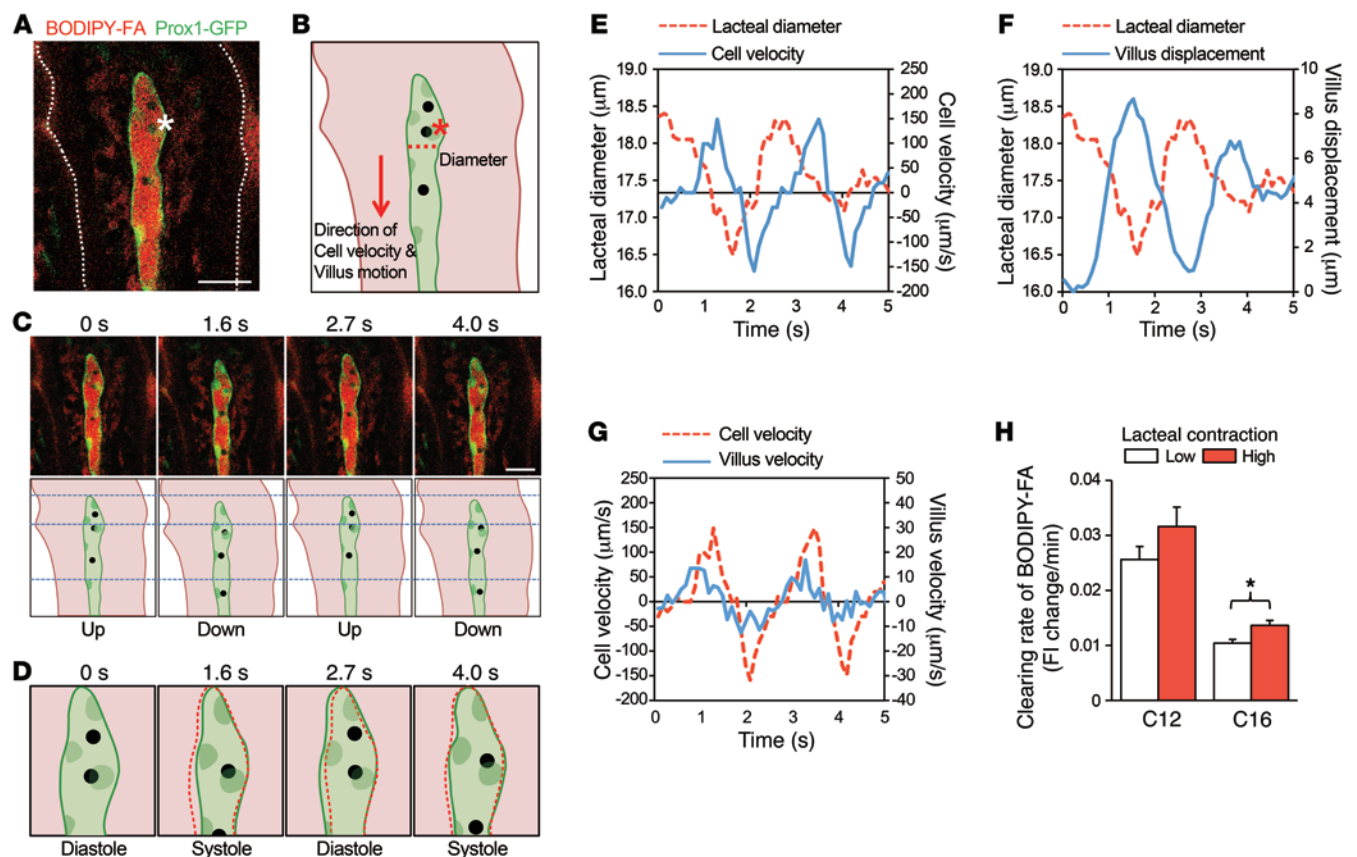 A BODIPY-FA Prox1-GFP
*
B
*
Diameter
Direction of
Cell velocity &
Villus motion
C
0 s 1.6 s 2.7 s 4.0 s
Up Down Up Down
D
0 s 1.6 s 2.7 s 4.0 s
Diastole Systole Diastole Systole
E
Lacteal diameter
Cell velocity
Lacteal diameter (μm)
19.0
18.5
18.0
17.5
17.0
16.5
16.0
250
200
150
100
50
0
-50
-100
-150
-200
Cell velocity (μm/s)
0 1 2 3 4 5
Time (s)
F
Lacteal diameter
Villus displacement
Lacteal diameter (μm)
19.0
18.5
18.0
17.5
17.0
16.5
16.0
10
8
6
4
2
0
Villus displacement
(μm)
0 1 2 3 4 5
Time (s)
G
Cell velocity
Villus velocity
Cell velocity (μm/s)
250
200
150
100
50
0
-50
-100
-150
-200
50
40
30
20
10
0
-10
-20
-30
-40
Villus velocity (μm/s)
0 1 2 3 4 5
Time (s)
H
Lacteal contraction
Low High
Clearing rate of BODIPY-FA
(FI change/min)
0.04
0.03
0.02
0.01
0
*
C12 C16